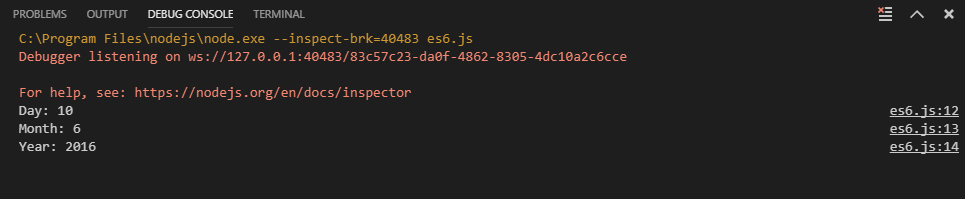 PROBLEMS OUTPUT DEBUG CONSOLE TERMINAL
C:\Program Files\nodejs\node.exe --inspect-brk=40483 es6.js
Debugger listening on ws://127.0.0.1:40483/83c57c23-da0f-4862-8305-4dc10a2c6cce
For help, see: https://nodejs.org/en/docs/inspector
Day: 10 es6.js:12
Month: 6 es6.js:13
Year: 2016 es6.js:14